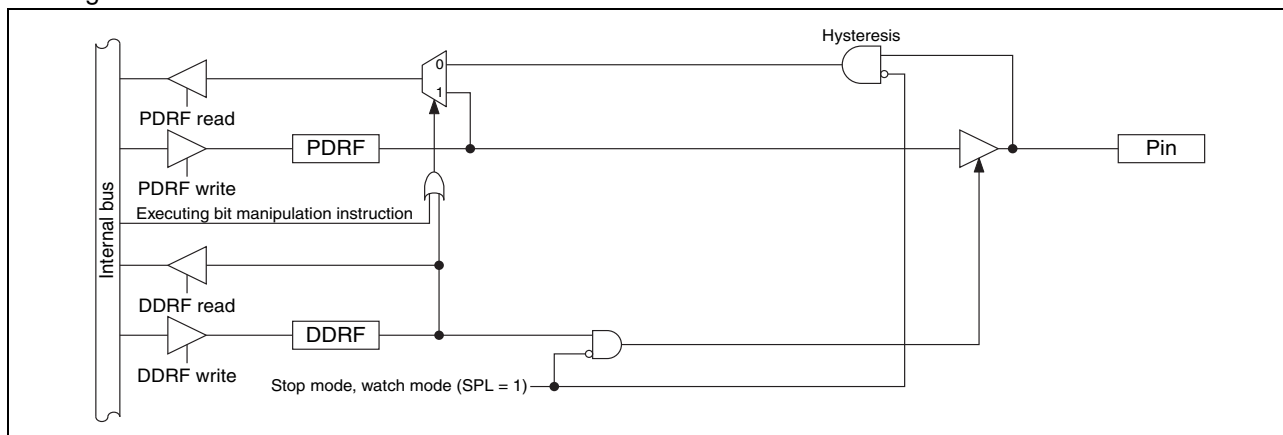 Hysteresis
0
1
PDRF read
PDRF
Pin
PDRF write
Executing bit manipulation instruction
Internal bus
DDRF read
DDRF
DDRF write
Stop mode, watch mode (SPL = 1)